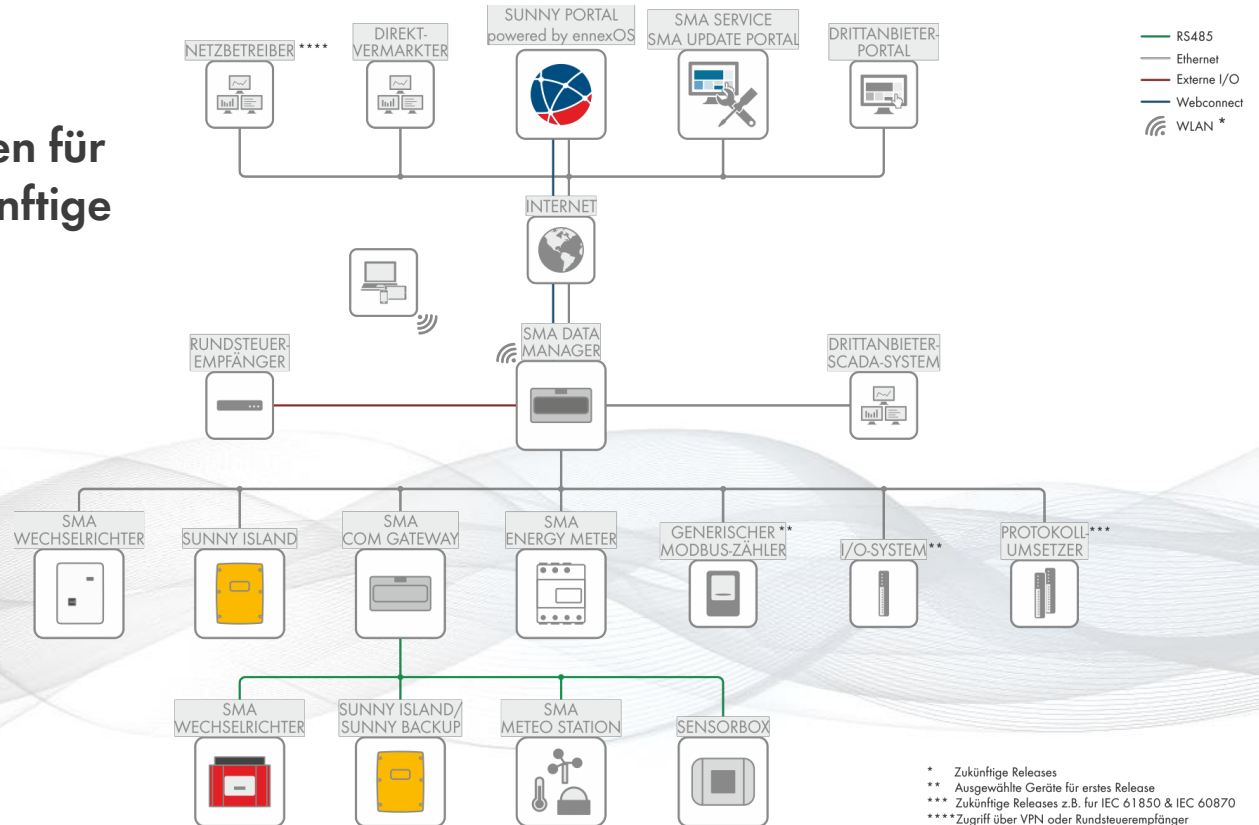 en für
nftige
NETZBETREIBER ****
DIREKT-
VERMARKTER
SUNNY PORTAL
powered by ennexOS
SMA SERVICE
SMA UPDATE PORTAL
DRITTANBIETER-
PORTAL
RS485
Ethernet
Externe I/O
Webconnect
WLAN *
INTERNET
RUNDSTEUER-
EMPFÄNGER
SMA DATA
MANAGER
DRITTANBIETER-
SCADA-SYSTEM
SMA
WECHSELRICHTER
SUNNY ISLAND
SMA
COM GATEWAY
SMA
ENERGY METER
GENERISCHER **
MODBUS-ZÄHLER
I/O-SYSTEM **
PROTOKOLL- ***
UMSETZER
SMA
WECHSELRICHTER
SUNNY ISLAND/
SUNNY BACKUP
SMA
METEO STATION
SENSORBOX
* Zukünftige Releases
** Ausgewählte Geräte für erstes Release
*** Zukünftige Releases z.B. fur IEC 61850 & IEC 60870
****Zugriff über VPN oder Rundsteuerempfänger